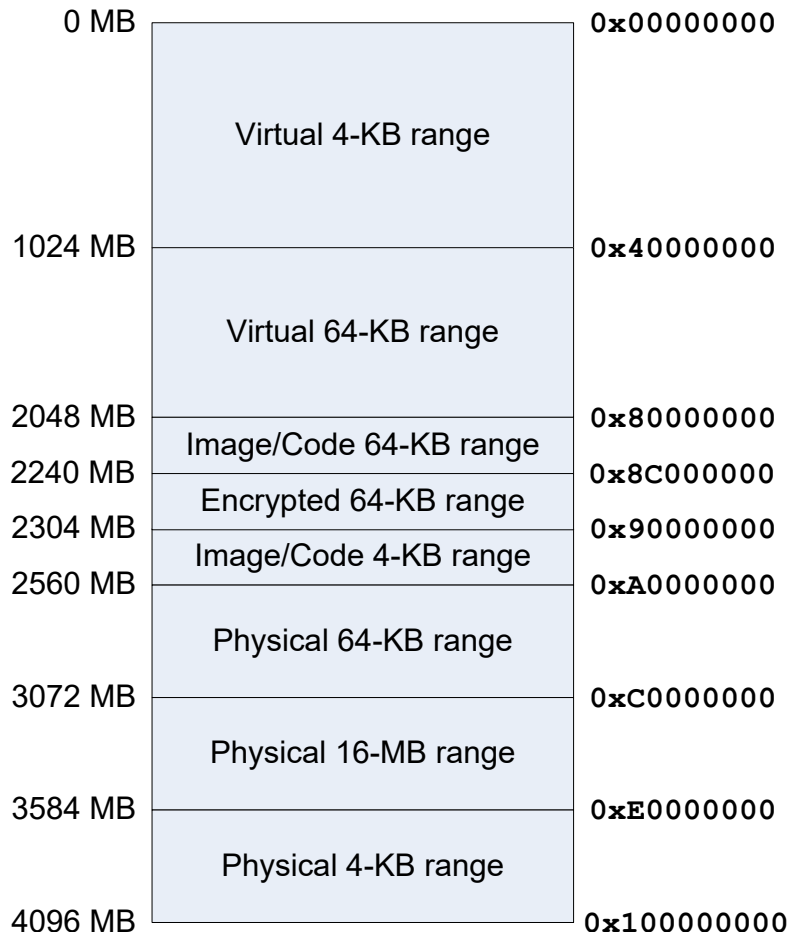 0 MB 0x00000000
Virtual 4-KB range
1024 MB 0x40000000
Virtual 64-KB range
2048 MB 0x80000000
Image/Code 64-KB range
2240 MB 0x8C000000
Encrypted 64-KB range
2304 MB 0x90000000
Image/Code 4-KB range
2560 MB 0xA0000000
Physical 64-KB range
3072 MB 0xC0000000
Physical 16-MB range
3584 MB 0xE0000000
Physical 4-KB range
4096 MB 0x100000000